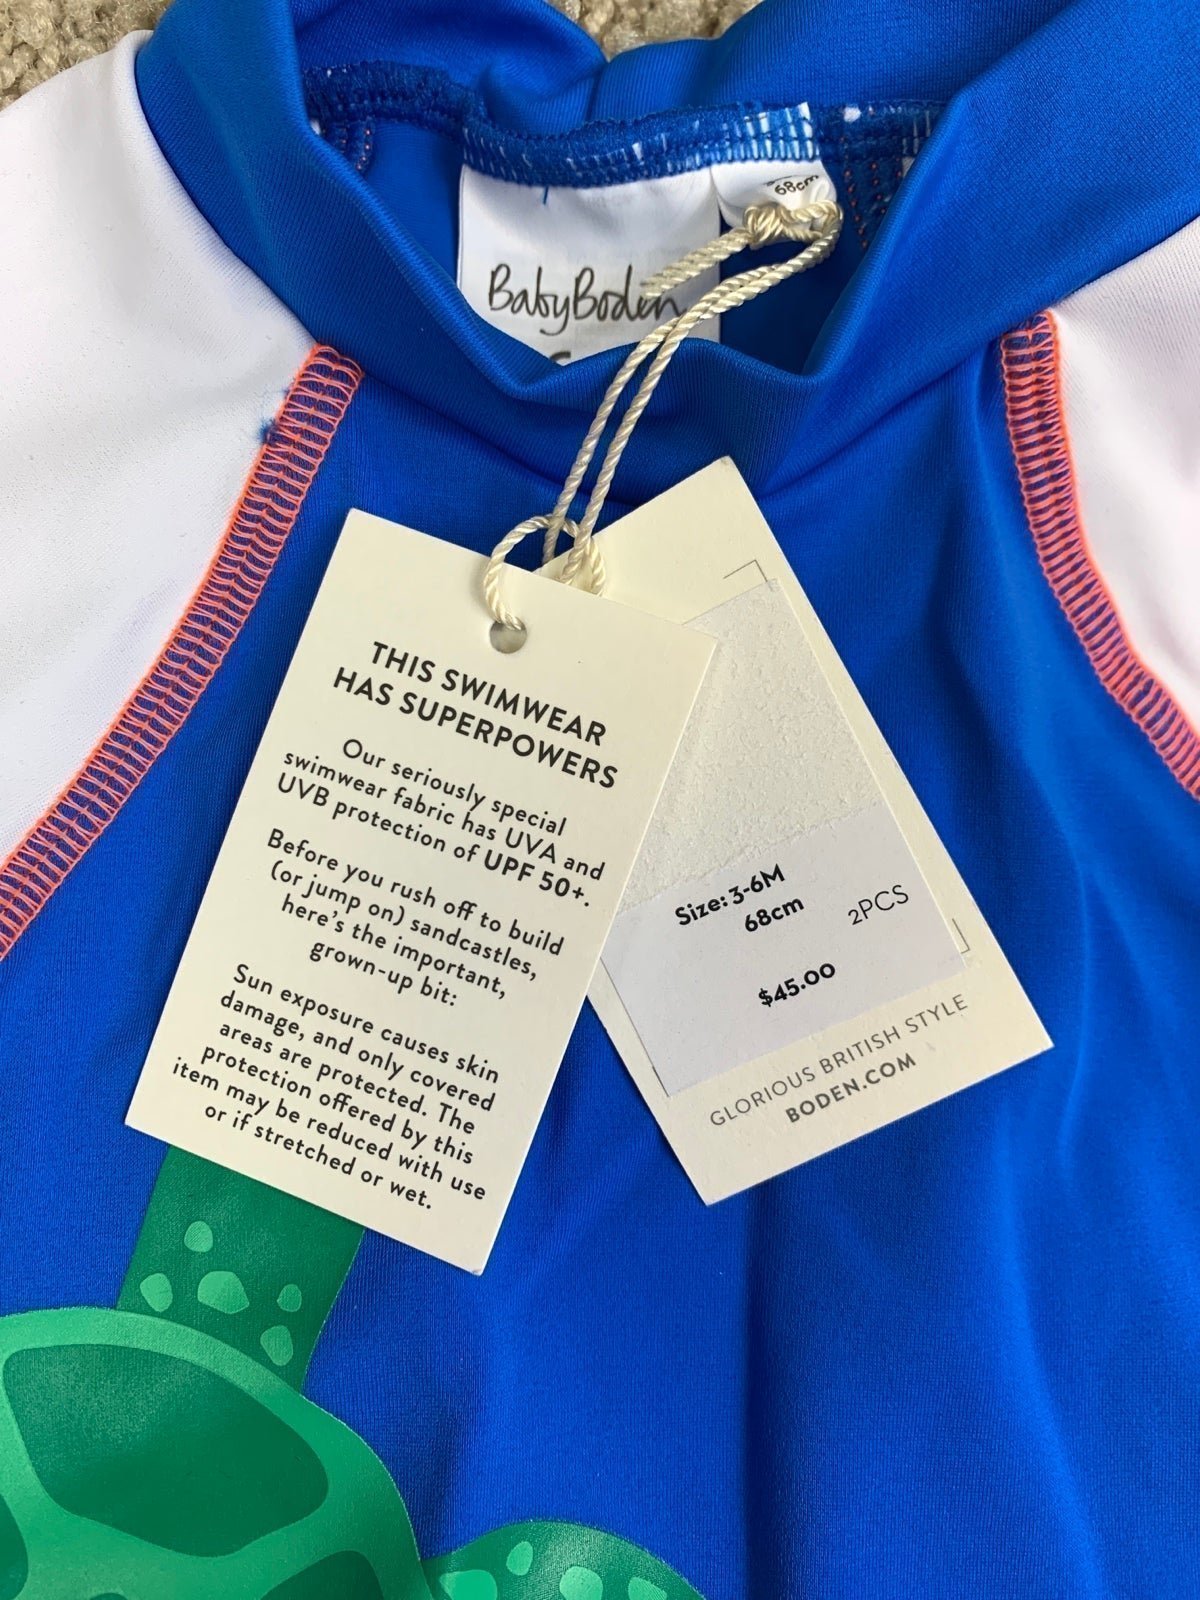 68cm
BabyBoden
THIS SWIMWEAR
HAS SUPERPOWERS
Our seriously special
swimwear fabric has UVA and
UVB protection of UPF 50+.
Before you rush off to build
(or jump on) sandcastles,
here's the important,
grown-up bit:
Sun exposure causes skin
damage, and only covered
areas are protected. The
protection offered by this
item may be reduced with use
or if stretched or wet.
Size: 3-6M
68cm
2PCS
$45.00
GLORIOUS BRITISH STYLE
BODEN.COM